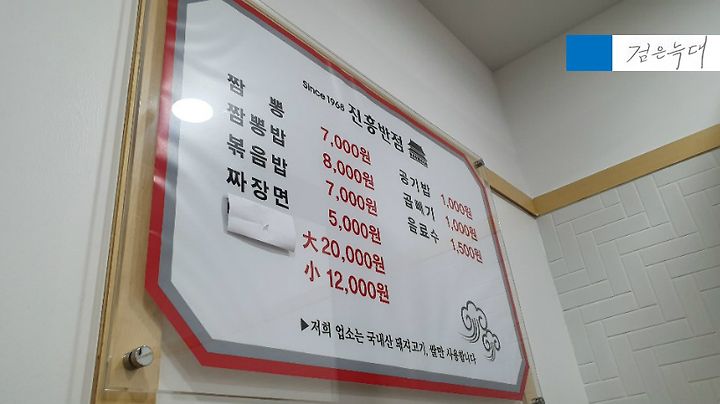 검은늑대
Since 1968 진흥반점
짬뽕 7,000원
짬뽕밥 8,000원
볶음밥 7,000원
짜장면 5,000원
大 20,000원
小 12,000원
공기밥 1,000원
곱빼기 1,000원
음료수 1,500원
▶저희 업소는 국내산 돼지고기, 쌀만 사용합니다